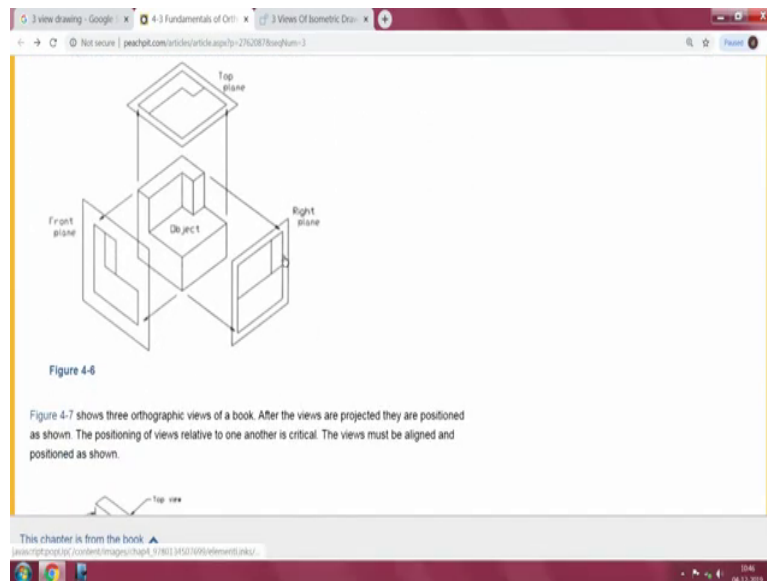 3 view drawing - Google
4-3 Fundamentals of Orth
3 Views Of Isometric Draw
Not secure | peachpit.com/articles/article.aspx?p=2762087&seqNum=3
Paused
Top
plane
Front
plane
Object
Right
plane
Figure 4-6
Figure 4-7 shows three orthographic views of a book. After the views are projected they are positioned
as shown. The positioning of views relative to one another is critical. The views must be aligned and
positioned as shown.
Top view
This chapter is from the book
10:46